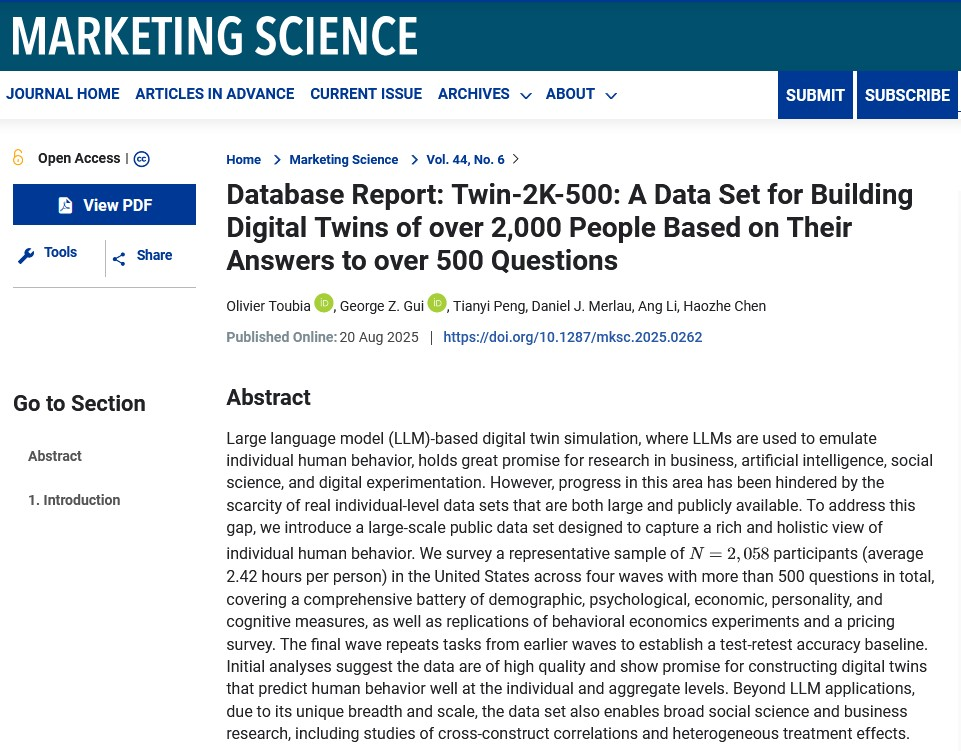 MARKETING SCIENCE
JOURNAL HOME ARTICLES IN ADVANCE CURRENT ISSUE ARCHIVES ABOUT SUBMIT SUBSCRIBE
Open Access | cc
View PDF
Tools Share
Go to Section
Abstract
1. Introduction
Home > Marketing Science > Vol. 44, No. 6 >
Database Report: Twin-2K-500: A Data Set for Building
Digital Twins of over 2,000 People Based on Their
Answers to over 500 Questions
Olivier Toubia iD, George Z. Gui iD, Tianyi Peng, Daniel J. Merlau, Ang Li, Haozhe Chen
Published Online: 20 Aug 2025 | https://doi.org/10.1287/mksc.2025.0262
Abstract
Large language model (LLM)-based digital twin simulation, where LLMs are used to emulate
individual human behavior, holds great promise for research in business, artificial intelligence, social
science, and digital experimentation. However, progress in this area has been hindered by the
scarcity of real individual-level data sets that are both large and publicly available. To address this
gap, we introduce a large-scale public data set designed to capture a rich and holistic view of
individual human behavior. We survey a representative sample of N = 2,058 participants (average
2.42 hours per person) in the United States across four waves with more than 500 questions in total,
covering a comprehensive battery of demographic, psychological, economic, personality, and
cognitive measures, as well as replications of behavioral economics experiments and a pricing
survey. The final wave repeats tasks from earlier waves to establish a test-retest accuracy baseline.
Initial analyses suggest the data are of high quality and show promise for constructing digital twins
that predict human behavior well at the individual and aggregate levels. Beyond LLM applications,
due to its unique breadth and scale, the data set also enables broad social science and business
research, including studies of cross-construct correlations and heterogeneous treatment effects.